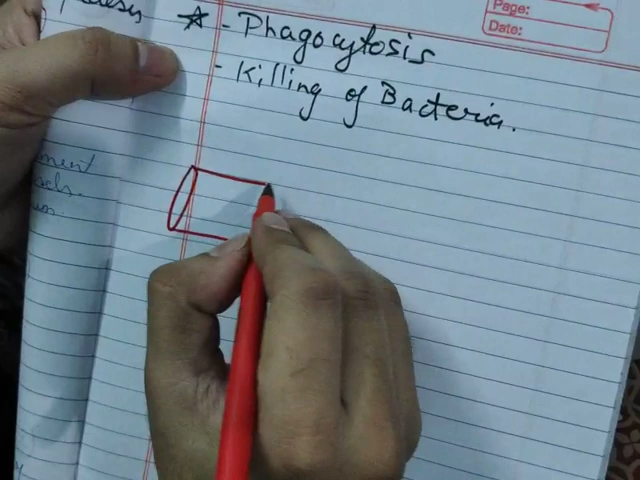 Page:
Date:
☆ - Phagocytosis
- Killing of Bacteria.